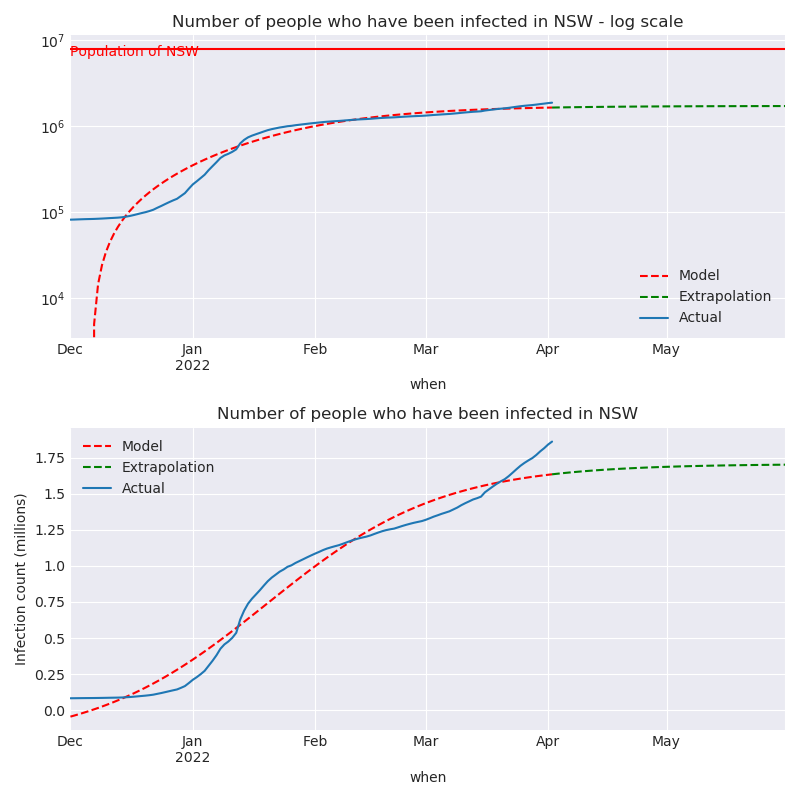 Number of people who have been infected in NSW - log scale
10^7
Population of NSW
10^6
10^5
10^4
Model
Extrapolation
Actual
Dec Jan Feb Mar Apr May
2022
when
Number of people who have been infected in NSW
Model
Extrapolation
Actual
Infection count (millions)
1.75
1.5
1.25
1.0
0.75
0.5
0.25
0.0
Dec Jan Feb Mar Apr May
2022
when